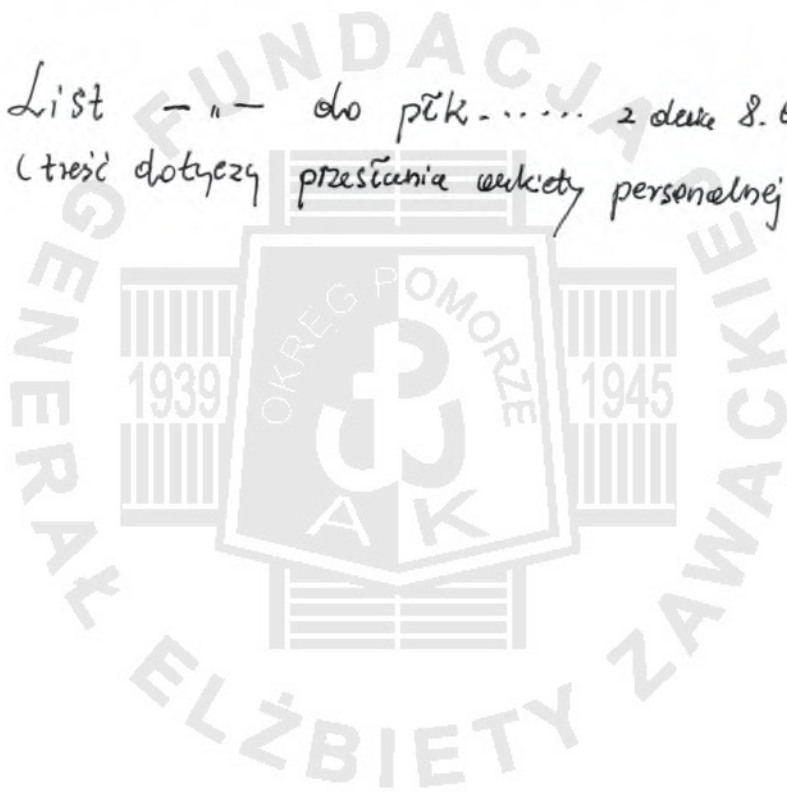 FUNDACJA GENERAŁ ELŻBIETY ZAWACKIEJ
List - " - do płk....... z dnia 8.
(treść dotyczy przesłania ankiety personalnej
OKRĘG POMORZE
1939
1945
AK